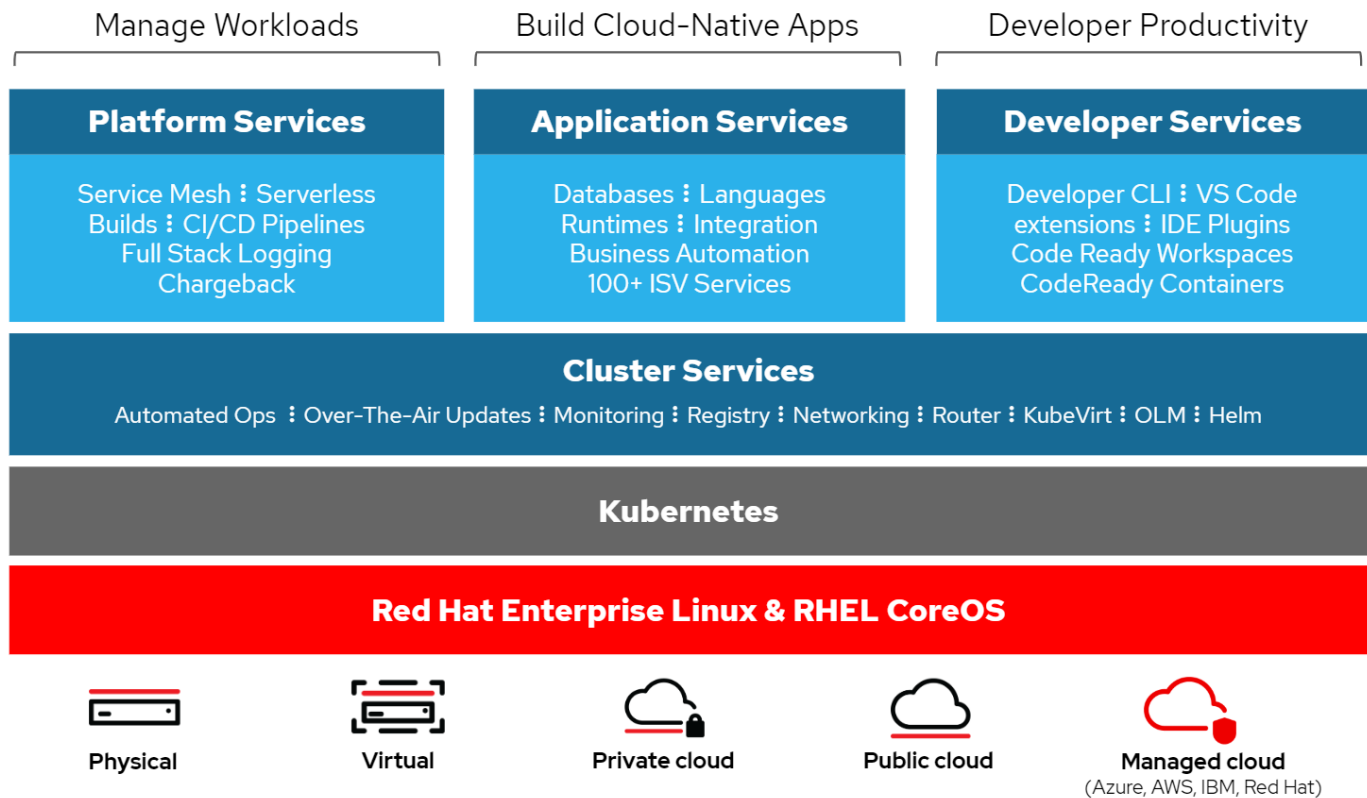 Manage Workloads
Build Cloud-Native Apps
Developer Productivity
Platform Services
Service Mesh ⋮ Serverless
Builds ⋮ CI/CD Pipelines
Full Stack Logging
Chargeback
Application Services
Databases ⋮ Languages
Runtimes ⋮ Integration
Business Automation
100+ ISV Services
Developer Services
Developer CLI ⋮ VS Code
extensions ⋮ IDE Plugins
Code Ready Workspaces
CodeReady Containers
Cluster Services
Automated Ops ⋮ Over-The-Air Updates ⋮ Monitoring ⋮ Registry ⋮ Networking ⋮ Router ⋮ KubeVirt ⋮ OLM ⋮ Helm
Kubernetes
Red Hat Enterprise Linux & RHEL CoreOS
Physical
Virtual
Private cloud
Public cloud
Managed cloud
(Azure, AWS, IBM, Red Hat)